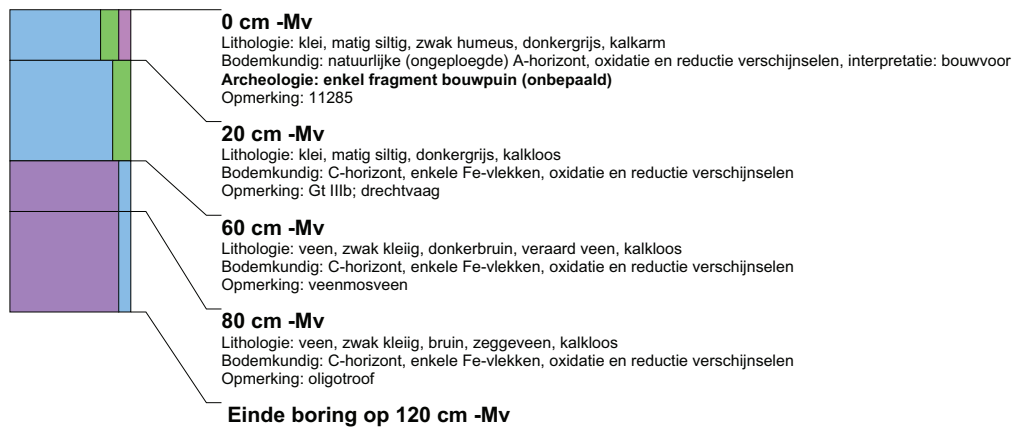 0 cm -Mv
Lithologie: klei, matig siltig, zwak humeus, donkergrijs, kalkarm
Bodemkundig: natuurlijke (ongeploegde) A-horizont, oxidatie en reductie verschijnselen, interpretatie: bouwvoor
Archeologie: enkel fragment bouwpuin (onbepaald)
Opmerking: 11285
20 cm -Mv
Lithologie: klei, matig siltig, donkergrijs, kalkloos
Bodemkundig: C-horizont, enkele Fe-vlekken, oxidatie en reductie verschijnselen
Opmerking: Gt IIIb; drechtvaag
60 cm -Mv
Lithologie: veen, zwak kleiig, donkerbruin, veraard veen, kalkloos
Bodemkundig: C-horizont, enkele Fe-vlekken, oxidatie en reductie verschijnselen
Opmerking: veenmosveen
80 cm -Mv
Lithologie: veen, zwak kleiig, bruin, zeggeveen, kalkloos
Bodemkundig: C-horizont, enkele Fe-vlekken, oxidatie en reductie verschijnselen
Opmerking: oligotroof
Einde boring op 120 cm -Mv